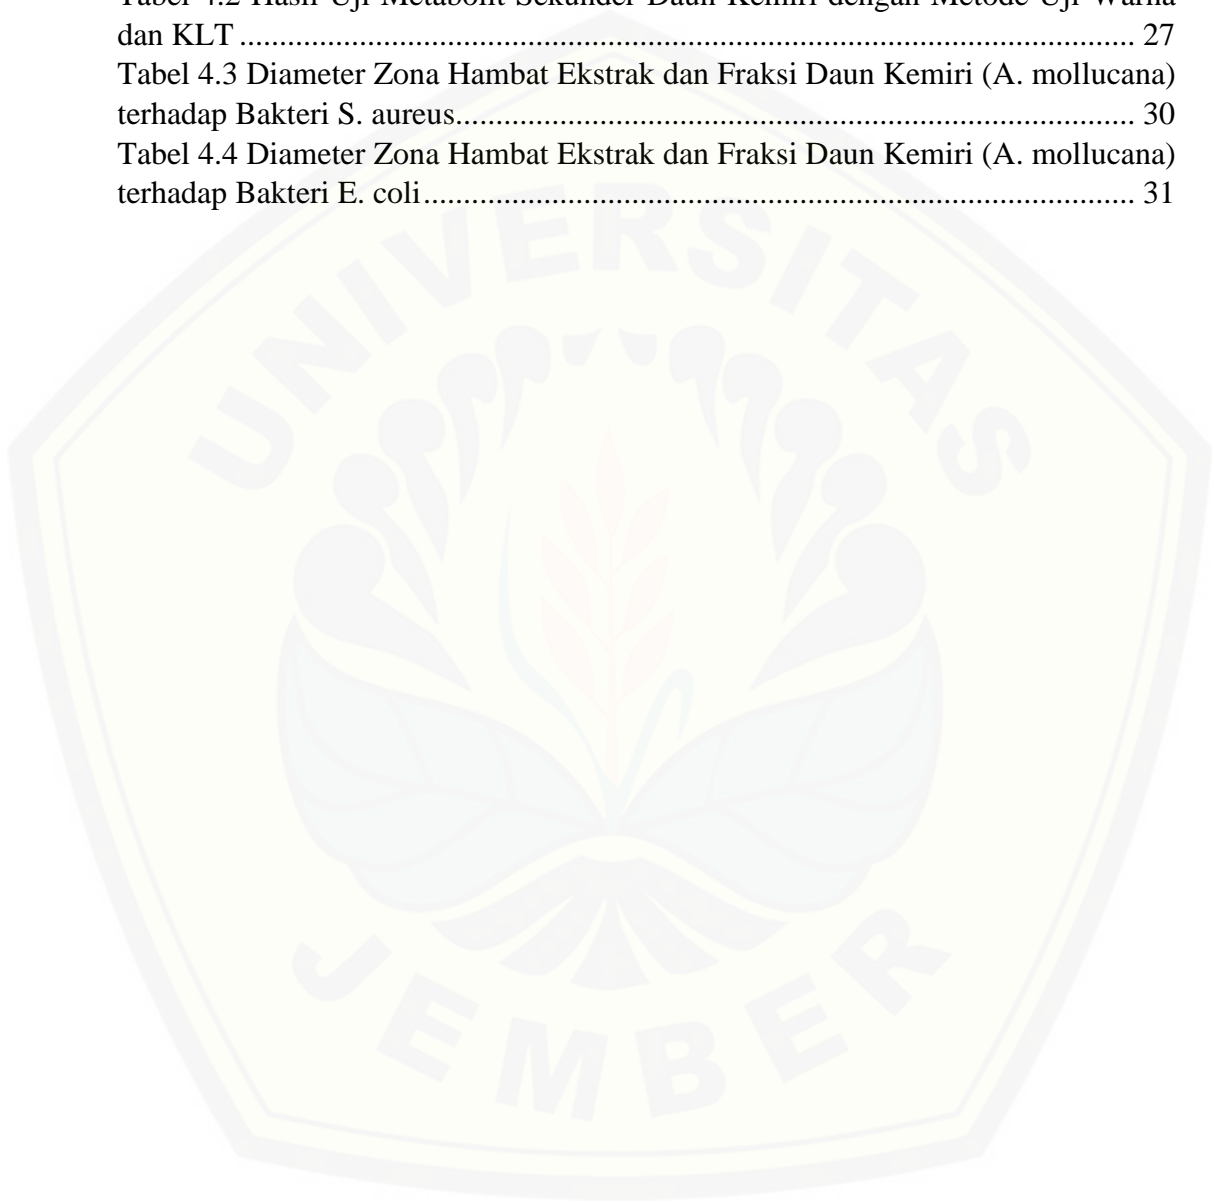 Tabel 4.2 Hasil Uji Metabolit Sekunder Daun Kemiri dengan Metode Uji Warna
dan KLT ................................................................................................................ 27
Tabel 4.3 Diameter Zona Hambat Ekstrak dan Fraksi Daun Kemiri (A. mollucana)
terhadap Bakteri S. aureus..................................................................................... 30
Tabel 4.4 Diameter Zona Hambat Ekstrak dan Fraksi Daun Kemiri (A. mollucana)
terhadap Bakteri E. coli......................................................................................... 31
UNIVERSITAS
JEMBER